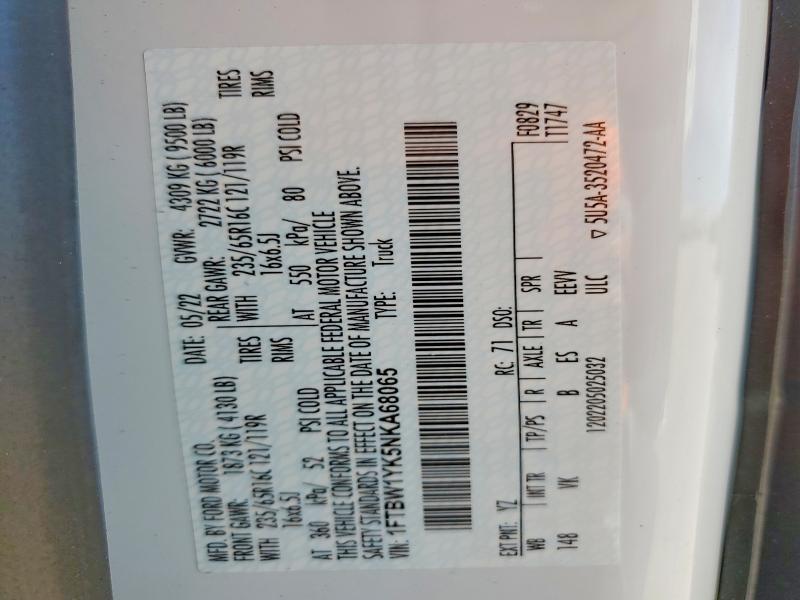 MFD. BY FORD MOTOR CO.
DATE: 05/22 GVWR: 4309 KG ( 9500 LB)
FRONT GAWR: 1873 KG ( 4130 LB) REAR GAWR: 2722 KG ( 6000 LB)
WITH 235/65R16C 121/119R TIRES WITH 235/65R16C 121/119R TIRES
16x6.5J RIMS 16x6.5J RIMS
AT 360 kPa/ 52 PSI COLD AT 550 kPa/ 80 PSI COLD
THIS VEHICLE CONFORMS TO ALL APPLICABLE FEDERAL MOTOR VEHICLE
SAFETY STANDARDS IN EFFECT ON THE DATE OF MANUFACTURE SHOWN ABOVE.
VIN: 1FTBW1YK5NKA68065 TYPE: Truck
F0829
EXT PNT: YZ RC: 71 DSO: T1747
WB INT TR TP/PS R AXLE TR SPR
148 VK B ES A EEVV
1202205025032 ULC ▽ 5U5A-3520472-AA